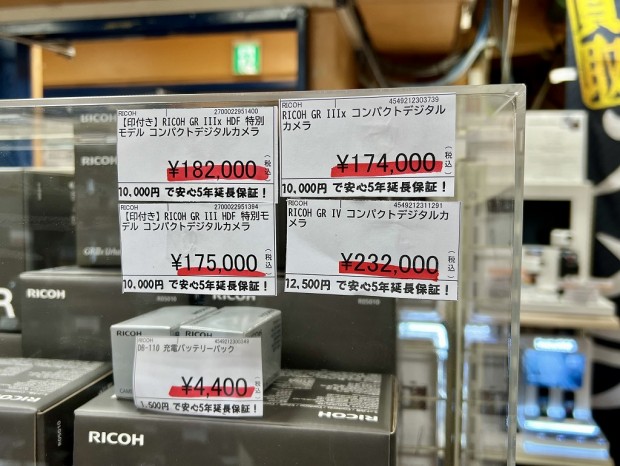 RICOH
2700022951400
【印付き】RICOH GR IIIx HDF 特別
モデル コンパクトデジタルカメラ
¥182,000
(税込)
10,000円 で安心5年延長保証！
RICOH
4549212303739
RICOH GR IIIx コンパクトデジタル
カメラ
¥174,000
(税込)
10,000円 で安心5年延長保証！
RICOH
2700022951394
【印付き】RICOH GR III HDF 特別モ
デル コンパクトデジタルカメラ
¥175,000
(税込)
10,000円 で安心5年延長保証！
RICOH
4549212311291
RICOH GR IV コンパクトデジタルカ
メラ
¥232,000
(税込)
12,500円 で安心5年延長保証！
RICOH
RICOH
DB-110 充電バッテリーパック
¥4,400
(税込)
1,500円 で安心5年延長保証！
RICOH
RICOH